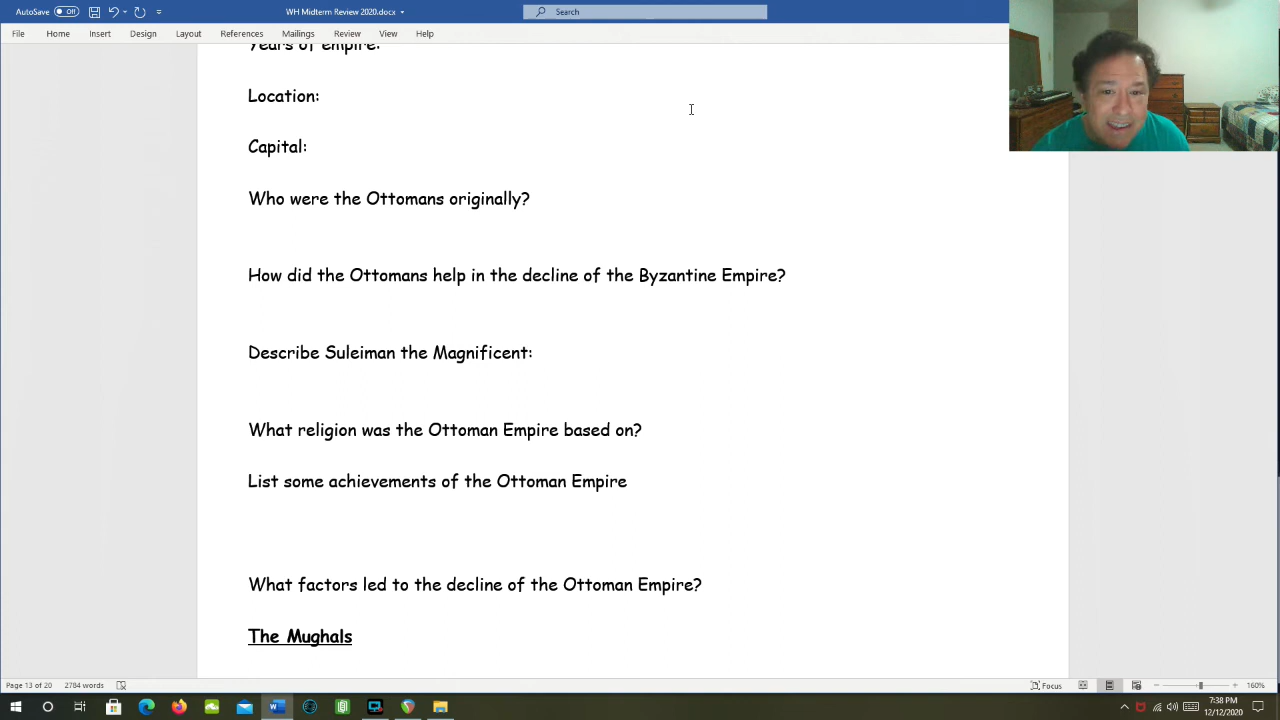 AutoSave Off
WH Midterm Review 2020.docx
Search
File Home Insert Design Layout References Mailings Review View Help
Years of empire:
Location:
Capital:
Who were the Ottomans originally?
How did the Ottomans help in the decline of the Byzantine Empire?
Describe Suleiman the Magnificent:
What religion was the Ottoman Empire based on?
List some achievements of the Ottoman Empire
What factors led to the decline of the Ottoman Empire?
The Mughals
Page 13 of 20 2784 words Focus 160%
7:38 PM
12/12/2020